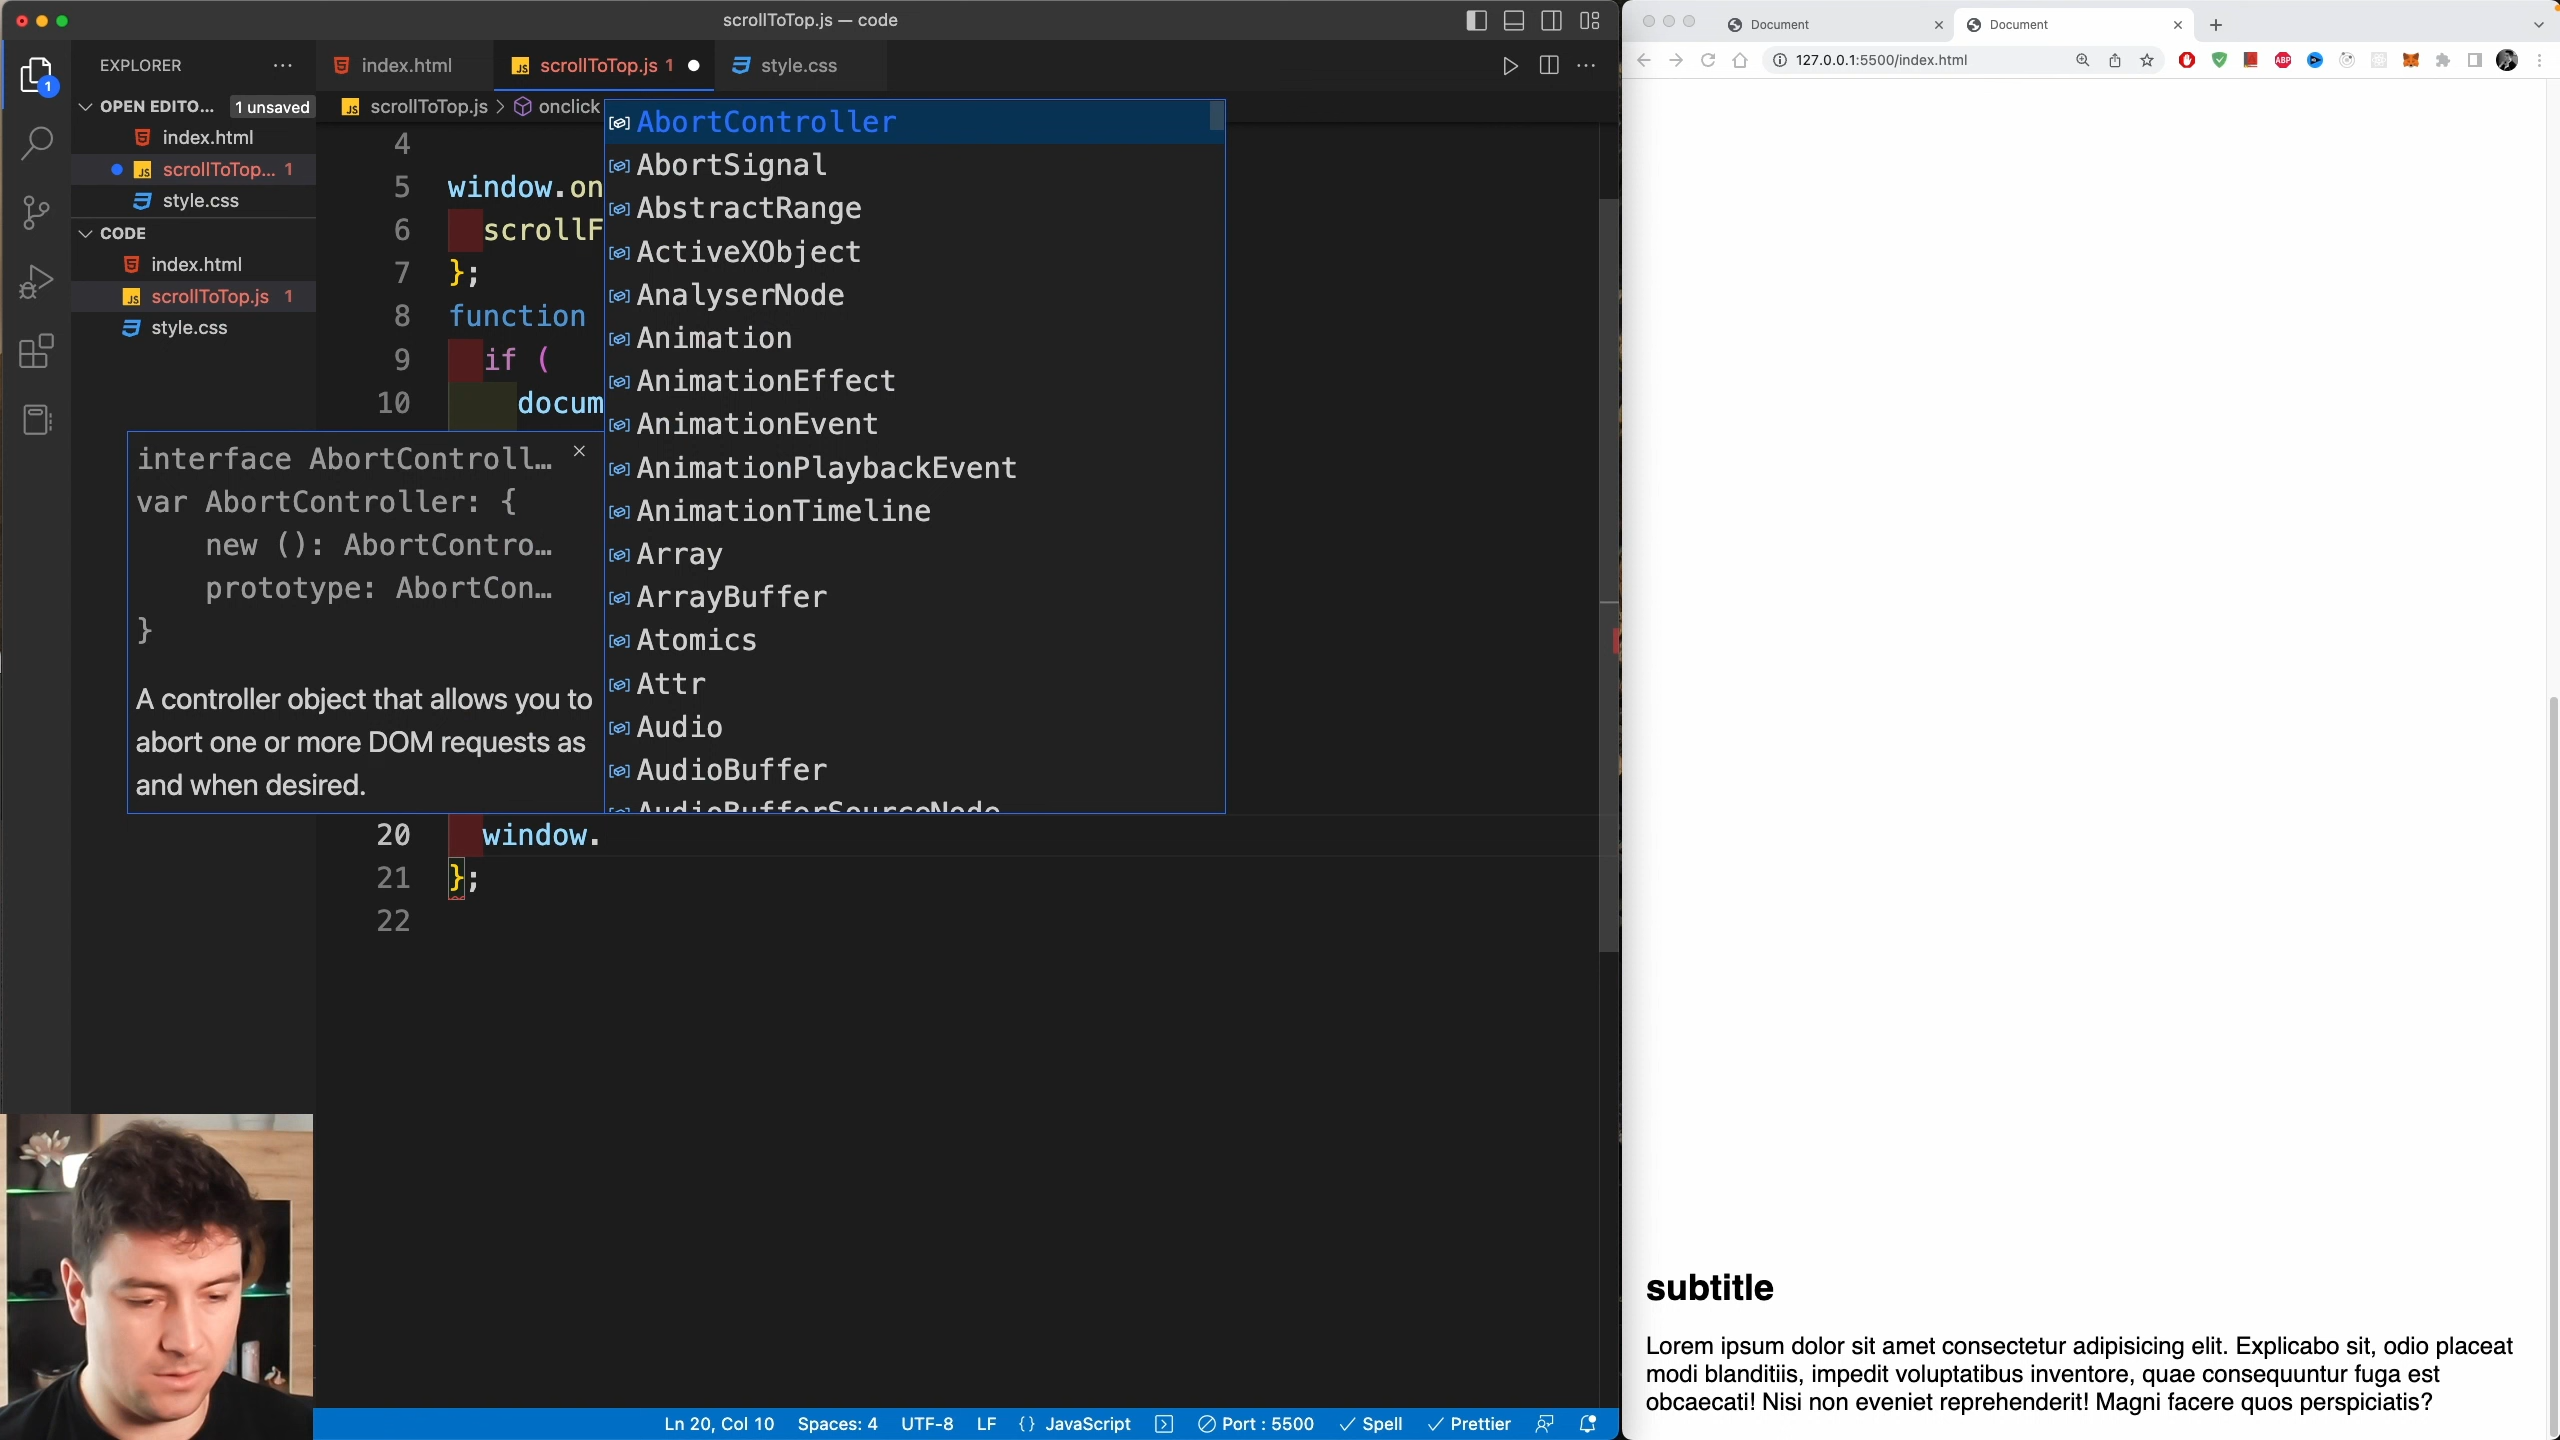 scrollToTop.js — code
EXPLORER
index.html
scrollToTop.js 1
style.css
OPEN EDITO... 1 unsaved
index.html
scrollToTop... 1
style.css
CODE
index.html
scrollToTop.js 1
style.css
1
scrollToTop.js > onclick
4
5 window.on
6 scrollF
7 };
8 function
9 if (
10 docum
AbortController
AbortSignal
AbstractRange
ActiveXObject
AnalyserNode
Animation
AnimationEffect
AnimationEvent
AnimationPlaybackEvent
AnimationTimeline
Array
ArrayBuffer
Atomics
Attr
Audio
AudioBuffer
AudioBufferSourceNode
interface AbortControll…
var AbortController: {
new (): AbortContro…
prototype: AbortCon…
}
A controller object that allows you to
abort one or more DOM requests as
and when desired.
20 window.
21 };
22
Ln 20, Col 10 Spaces: 4 UTF-8 LF {} JavaScript Port : 5500 Spell Prettier
Document
Document
127.0.0.1:5500/index.html
ABP
subtitle
Lorem ipsum dolor sit amet consectetur adipisicing elit. Explicabo sit, odio placeat
modi blanditiis, impedit voluptatibus inventore, quae consequuntur fuga est
obcaecati! Nisi non eveniet reprehenderit! Magni facere quos perspiciatis?